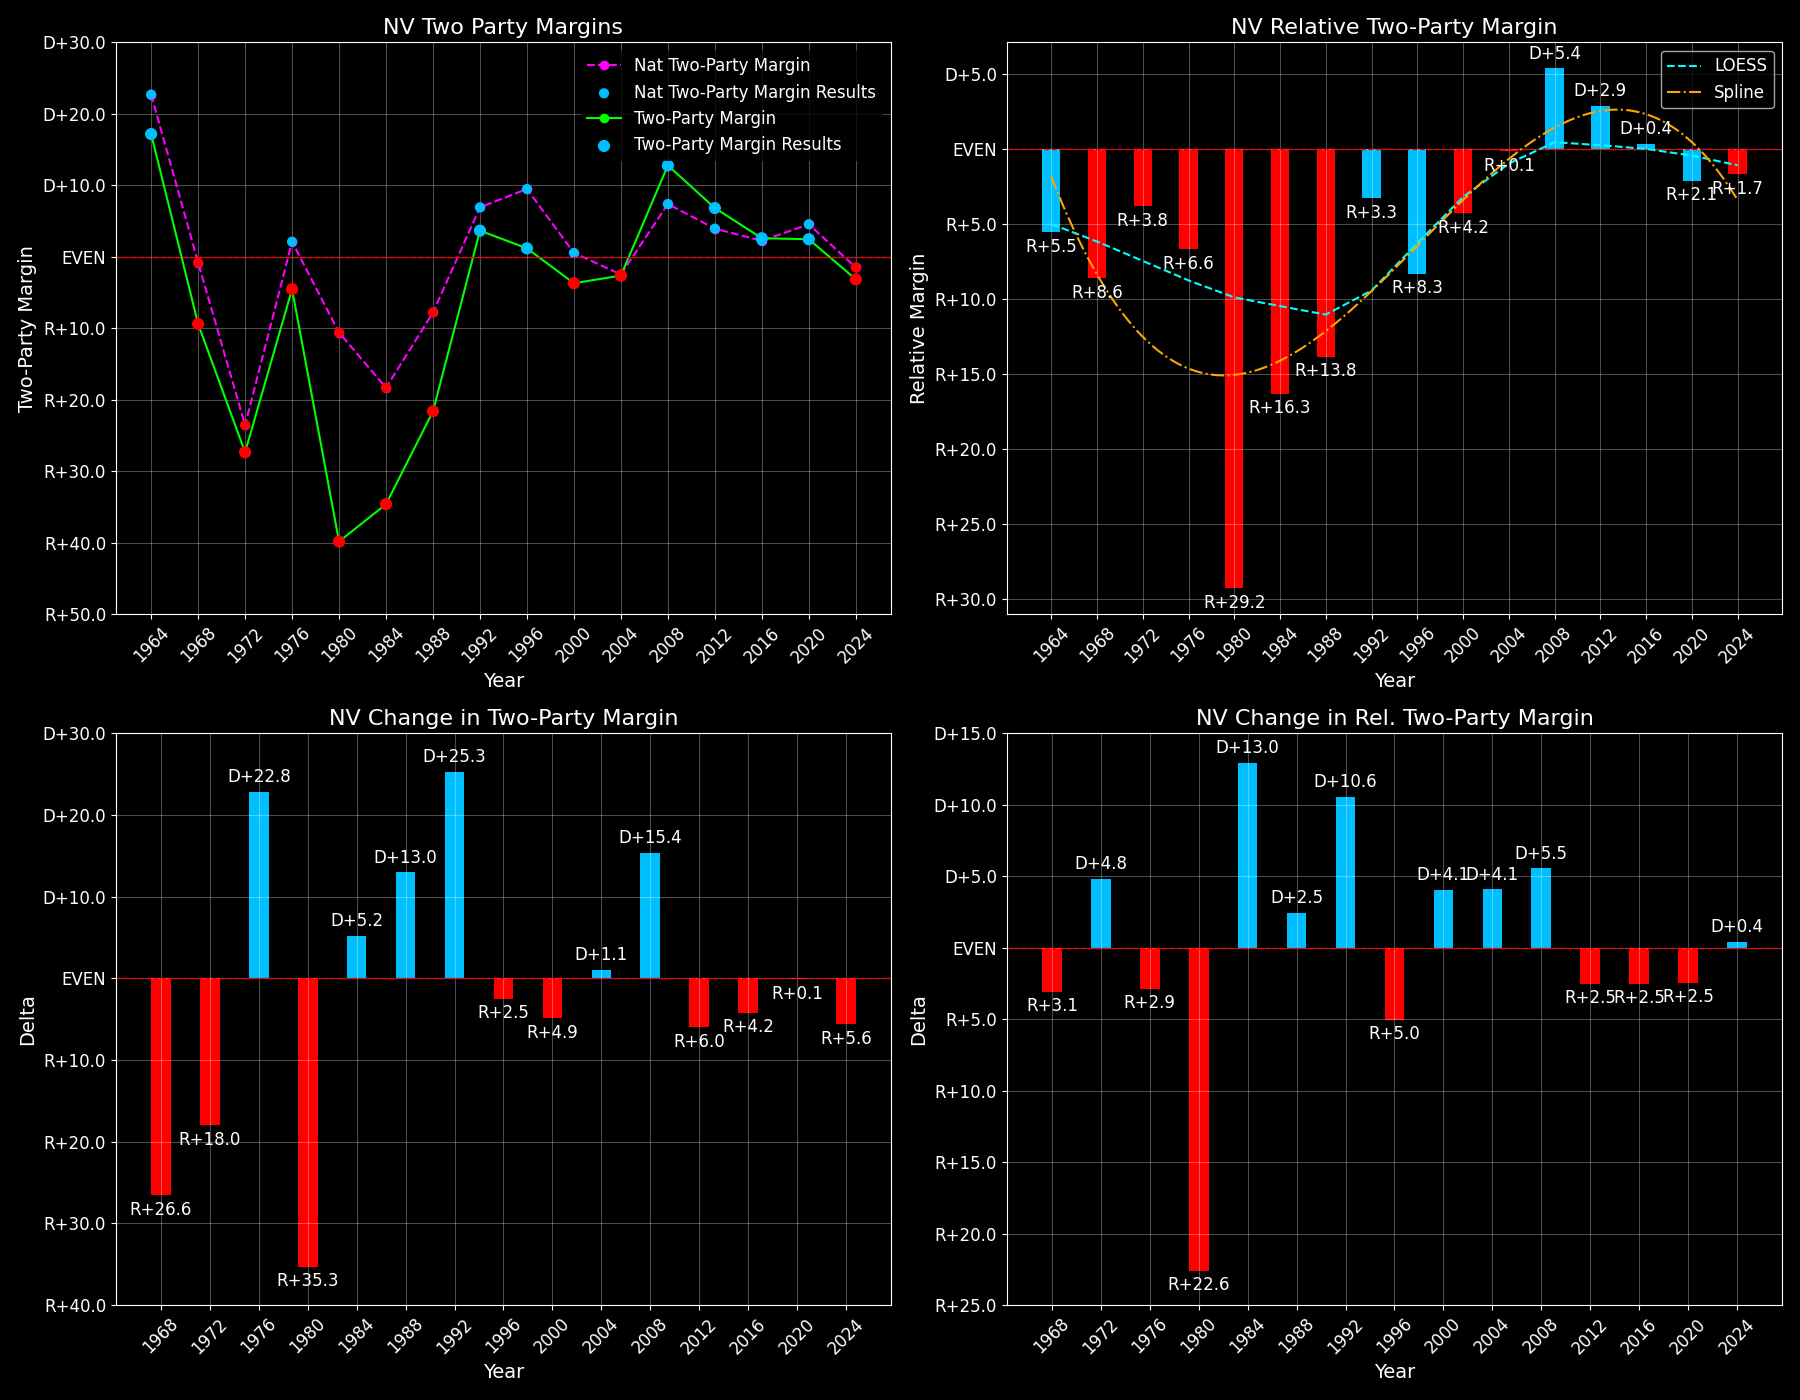 NV Two Party Margins
Two-Party Margin
D+30.0
D+20.0
D+10.0
EVEN
R+10.0
R+20.0
R+30.0
R+40.0
R+50.0
Nat Two-Party Margin
Nat Two-Party Margin Results
Two-Party Margin
Two-Party Margin Results
1964 1968 1972 1976 1980 1984 1988 1992 1996 2000 2004 2008 2012 2016 2020 2024
Year
NV Relative Two-Party Margin
Relative Margin
D+5.0
EVEN
R+5.0
R+10.0
R+15.0
R+20.0
R+25.0
R+30.0
LOESS
Spline
R+5.5
R+8.6
R+3.8
R+6.6
R+29.2
R+16.3
R+13.8
R+3.3
R+8.3
R+4.2
R+0.1
D+5.4
D+2.9
D+0.4
R+2.1
R+1.7
1964 1968 1972 1976 1980 1984 1988 1992 1996 2000 2004 2008 2012 2016 2020 2024
Year
NV Change in Two-Party Margin
Delta
D+30.0
D+20.0
D+10.0
EVEN
R+10.0
R+20.0
R+30.0
R+40.0
R+26.6
R+18.0
D+22.8
R+35.3
D+5.2
D+13.0
D+25.3
R+2.5
R+4.9
D+1.1
D+15.4
R+6.0
R+4.2
R+0.1
R+5.6
1968 1972 1976 1980 1984 1988 1992 1996 2000 2004 2008 2012 2016 2020 2024
Year
NV Change in Rel. Two-Party Margin
Delta
D+15.0
D+10.0
D+5.0
EVEN
R+5.0
R+10.0
R+15.0
R+20.0
R+25.0
R+3.1
D+4.8
R+2.9
R+22.6
D+13.0
D+2.5
D+10.6
R+5.0
D+4.1
D+4.1
D+5.5
R+2.5
R+2.5
R+2.5
D+0.4
1968 1972 1976 1980 1984 1988 1992 1996 2000 2004 2008 2012 2016 2020 2024
Year